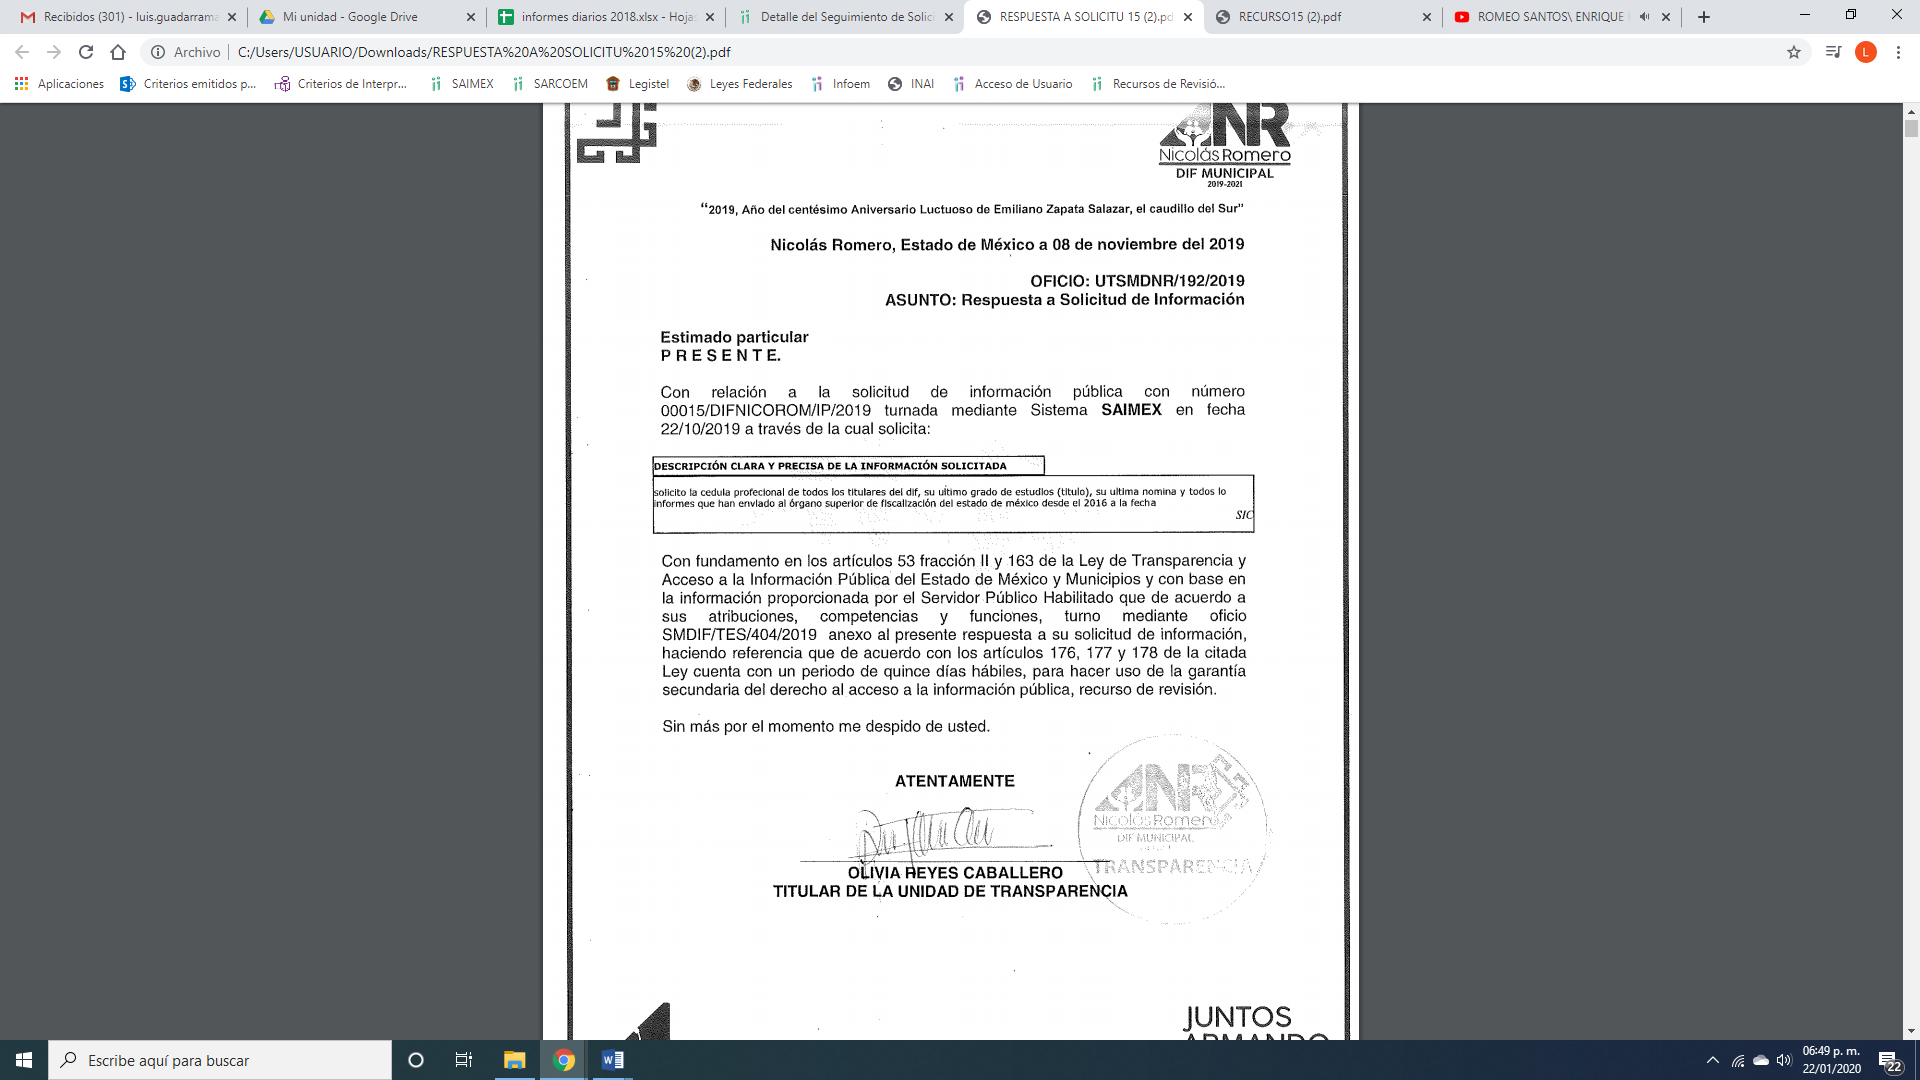 Recibidos (301) - luis.guadarrama
Mi unidad - Google Drive
informes diarios 2018.xlsx - Hoja
Detalle del Seguimiento de Solici
RESPUESTA A SOLICITU 15 (2).pd
RECURSO15 (2).pdf
ROMEO SANTOS\ ENRIQUE
Archivo
C:/Users/USUARIO/Downloads/RESPUESTA%20A%20SOLICITU%2015%20(2).pdf
L
Aplicaciones
Criterios emitidos p...
Criterios de Interpr...
SAIMEX
SARCOEM
Legistel
Leyes Federales
Infoem
INAI
Acceso de Usuario
Recursos de Revisió...
ANR
Nicolás Romero
DIF MUNICIPAL
2019-2021
“2019, Año del centésimo Aniversario Luctuoso de Emiliano Zapata Salazar, el caudillo del Sur”
Nicolás Romero, Estado de México a 08 de noviembre del 2019
OFICIO: UTSMDNR/192/2019
ASUNTO: Respuesta a Solicitud de Información
Estimado particular
P R E S E N T E.
Con relación a la solicitud de información pública con número
00015/DIFNICOROM/IP/2019 turnada mediante Sistema SAIMEX en fecha
22/10/2019 a través de la cual solicita:
DESCRIPCIÓN CLARA Y PRECISA DE LA INFORMACIÓN SOLICITADA
solicito la cedula profecional de todos los titulares del dif, su ultimo grado de estudios (titulo), su ultima nomina y todos lo
informes que han enviado al órgano superior de fiscalización del estado de méxico desde el 2016 a la fecha
SIC
Con fundamento en los artículos 53 fracción II y 163 de la Ley de Transparencia y
Acceso a la Información Pública del Estado de México y Municipios y con base en
la información proporcionada por el Servidor Público Habilitado que de acuerdo a
sus atribuciones, competencias y funciones, turno mediante oficio
SMDIF/TES/404/2019 anexo al presente respuesta a su solicitud de información,
haciendo referencia que de acuerdo con los artículos 176, 177 y 178 de la citada
Ley cuenta con un periodo de quince días hábiles, para hacer uso de la garantía
secundaria del derecho al acceso a la información pública, recurso de revisión.
Sin más por el momento me despido de usted.
ATENTAMENTE
ANR
Nicolás Romero
DIF MUNICIPAL
TRANSPARENCIA
OLIVIA REYES CABALLERO
TITULAR DE LA UNIDAD DE TRANSPARENCIA
JUNTOS
ARMANDO
Escribe aquí para buscar
06:49 p. m.
22/01/2020
22